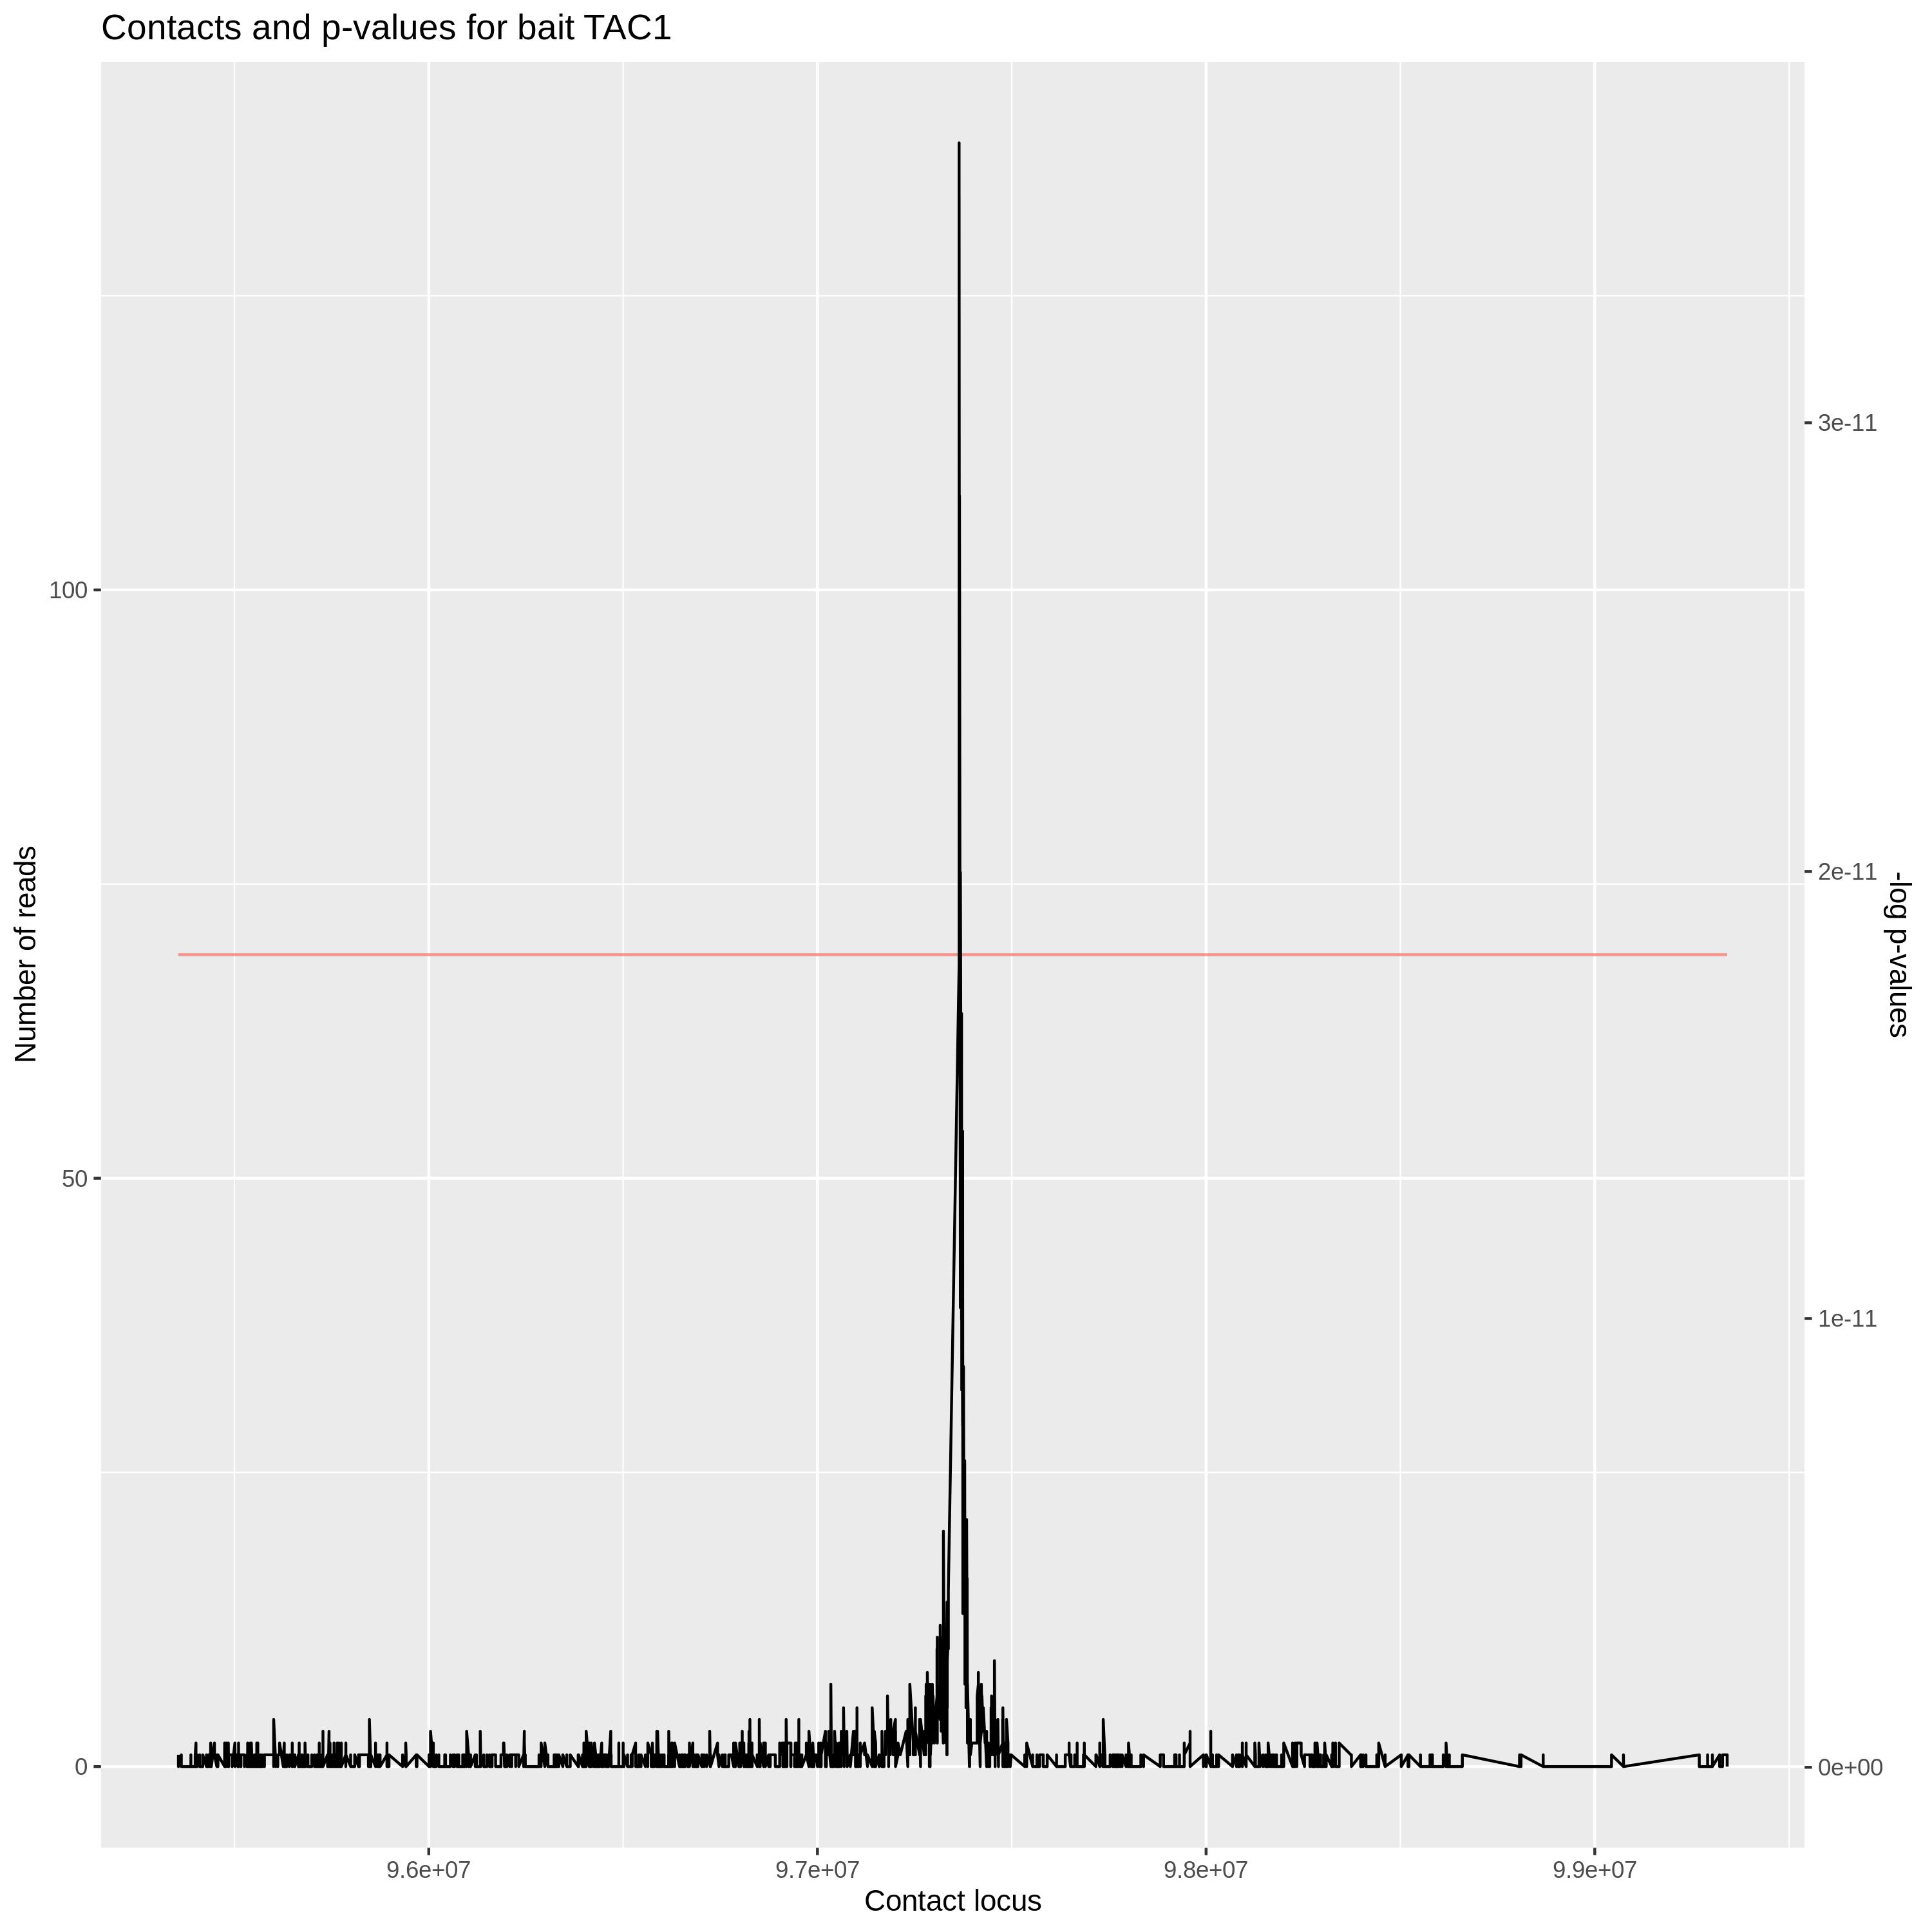 Contacts and p-values for bait TAC1
Number of reads
100
50
0
3e-11
2e-11
1e-11
0e+00
-log p-values
9.6e+07
9.7e+07
9.8e+07
9.9e+07
Contact locus